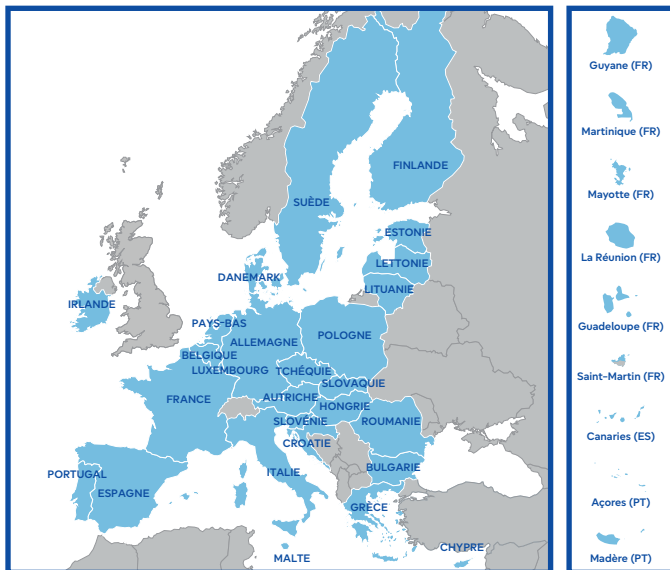 FINLANDE
SUÈDE
ESTONIE
LETTONIE
DANEMARK
LITUANIE
IRLANDE
PAYS-BAS
POLOGNE
ALLEMAGNE
BELGIQUE
LUXEMBOURG
TCHÉQUIE
SLOVAQUIE
FRANCE
AUTRICHE
HONGRIE
SLOVÉNIE
ROUMANIE
CROATIE
BULGARIE
ITALIE
PORTUGAL
ESPAGNE
GRÈCE
CHYPRE
MALTE
Guyane (FR)
Martinique (FR)
Mayotte (FR)
La Réunion (FR)
Guadeloupe (FR)
Saint-Martin (FR)
Canaries (ES)
Açores (PT)
Madère (PT)